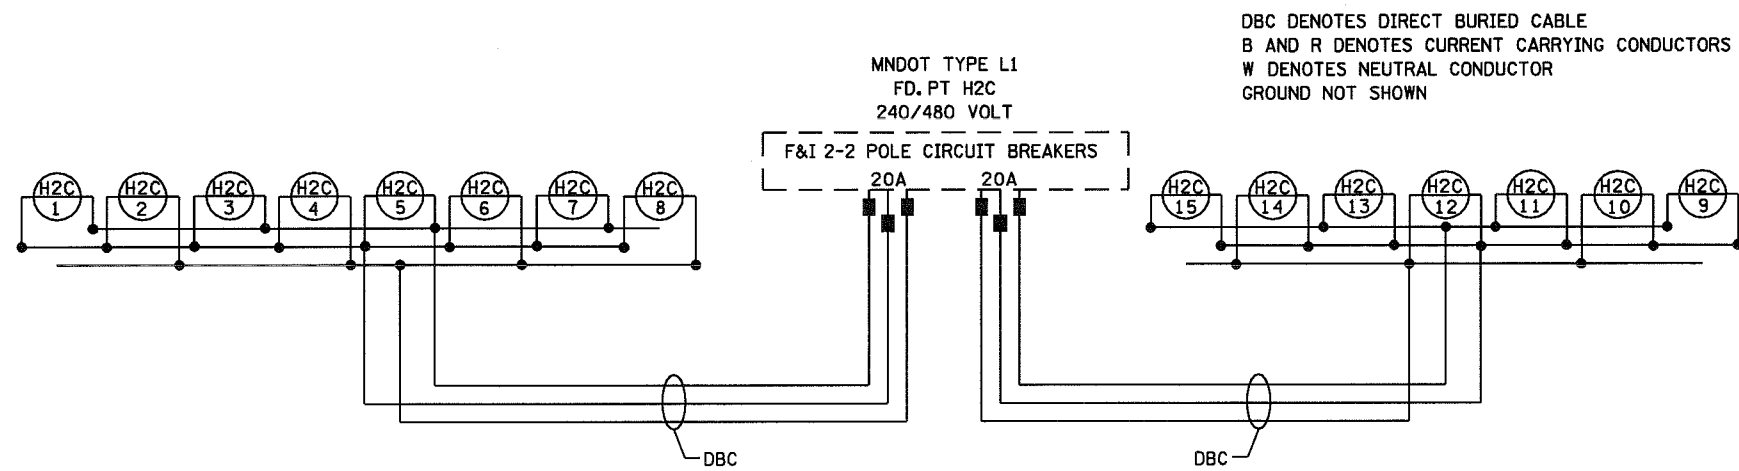 DBC DENOTES DIRECT BURIED CABLE
B AND R DENOTES CURRENT CARRYING CONDUCTORS
W DENOTES NEUTRAL CONDUCTOR
GROUND NOT SHOWN
MNDOT TYPE L1
FD. PT H2C
240/480 VOLT
F&I 2-2 POLE CIRCUIT BREAKERS
20A 20A
H2C 1
H2C 2
H2C 3
H2C 4
H2C 5
H2C 6
H2C 7
H2C 8
H2C 15
H2C 14
H2C 13
H2C 12
H2C 11
H2C 10
H2C 9
DBC
DBC